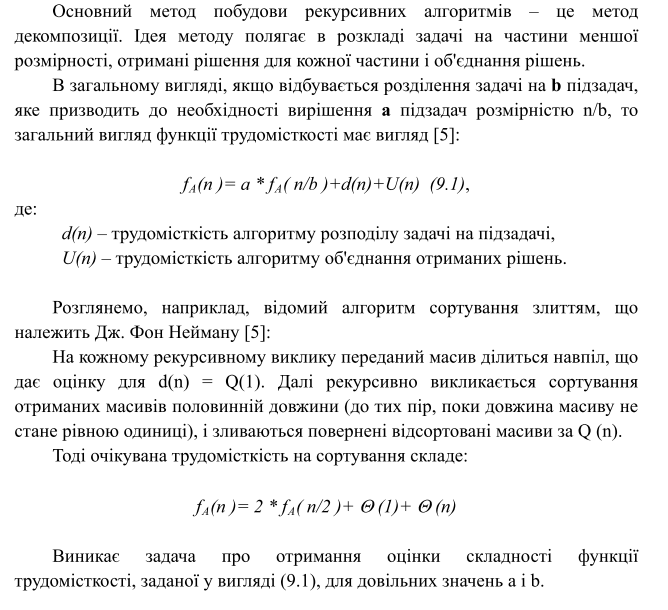 Основний метод побудови рекурсивних алгоритмів – це метод
декомпозиції. Ідея методу полягає в розкладі задачі на частини меншої
розмірності, отримані рішення для кожної частини і об'єднання рішень.
В загальному вигляді, якщо відбувається розділення задачі на b підзадач,
яке призводить до необхідності вирішення a підзадач розмірністю n/b, то
загальний вигляд функції трудомісткості має вигляд [5]:
fA(n )= a * fA( n/b )+d(n)+U(n) (9.1),
де:
d(n) – трудомісткість алгоритму розподілу задачі на підзадачі,
U(n) – трудомісткість алгоритму об'єднання отриманих рішень.
Розглянемо, наприклад, відомий алгоритм сортування злиттям, що
належить Дж. Фон Нейману [5]:
На кожному рекурсивному виклику переданий масив ділиться навпіл, що
дає оцінку для d(n) = Q(1). Далі рекурсивно викликається сортування
отриманих масивів половинній довжини (до тих пір, поки довжина масиву не
стане рівною одиниці), і зливаються повернені відсортовані масиви за Q (n).
Тоді очікувана трудомісткість на сортування складе:
fA(n )= 2 * fA( n/2 )+ Θ (1)+ Θ (n)
Виникає задача про отримання оцінки складності функції
трудомісткості, заданої у вигляді (9.1), для довільних значень a і b.